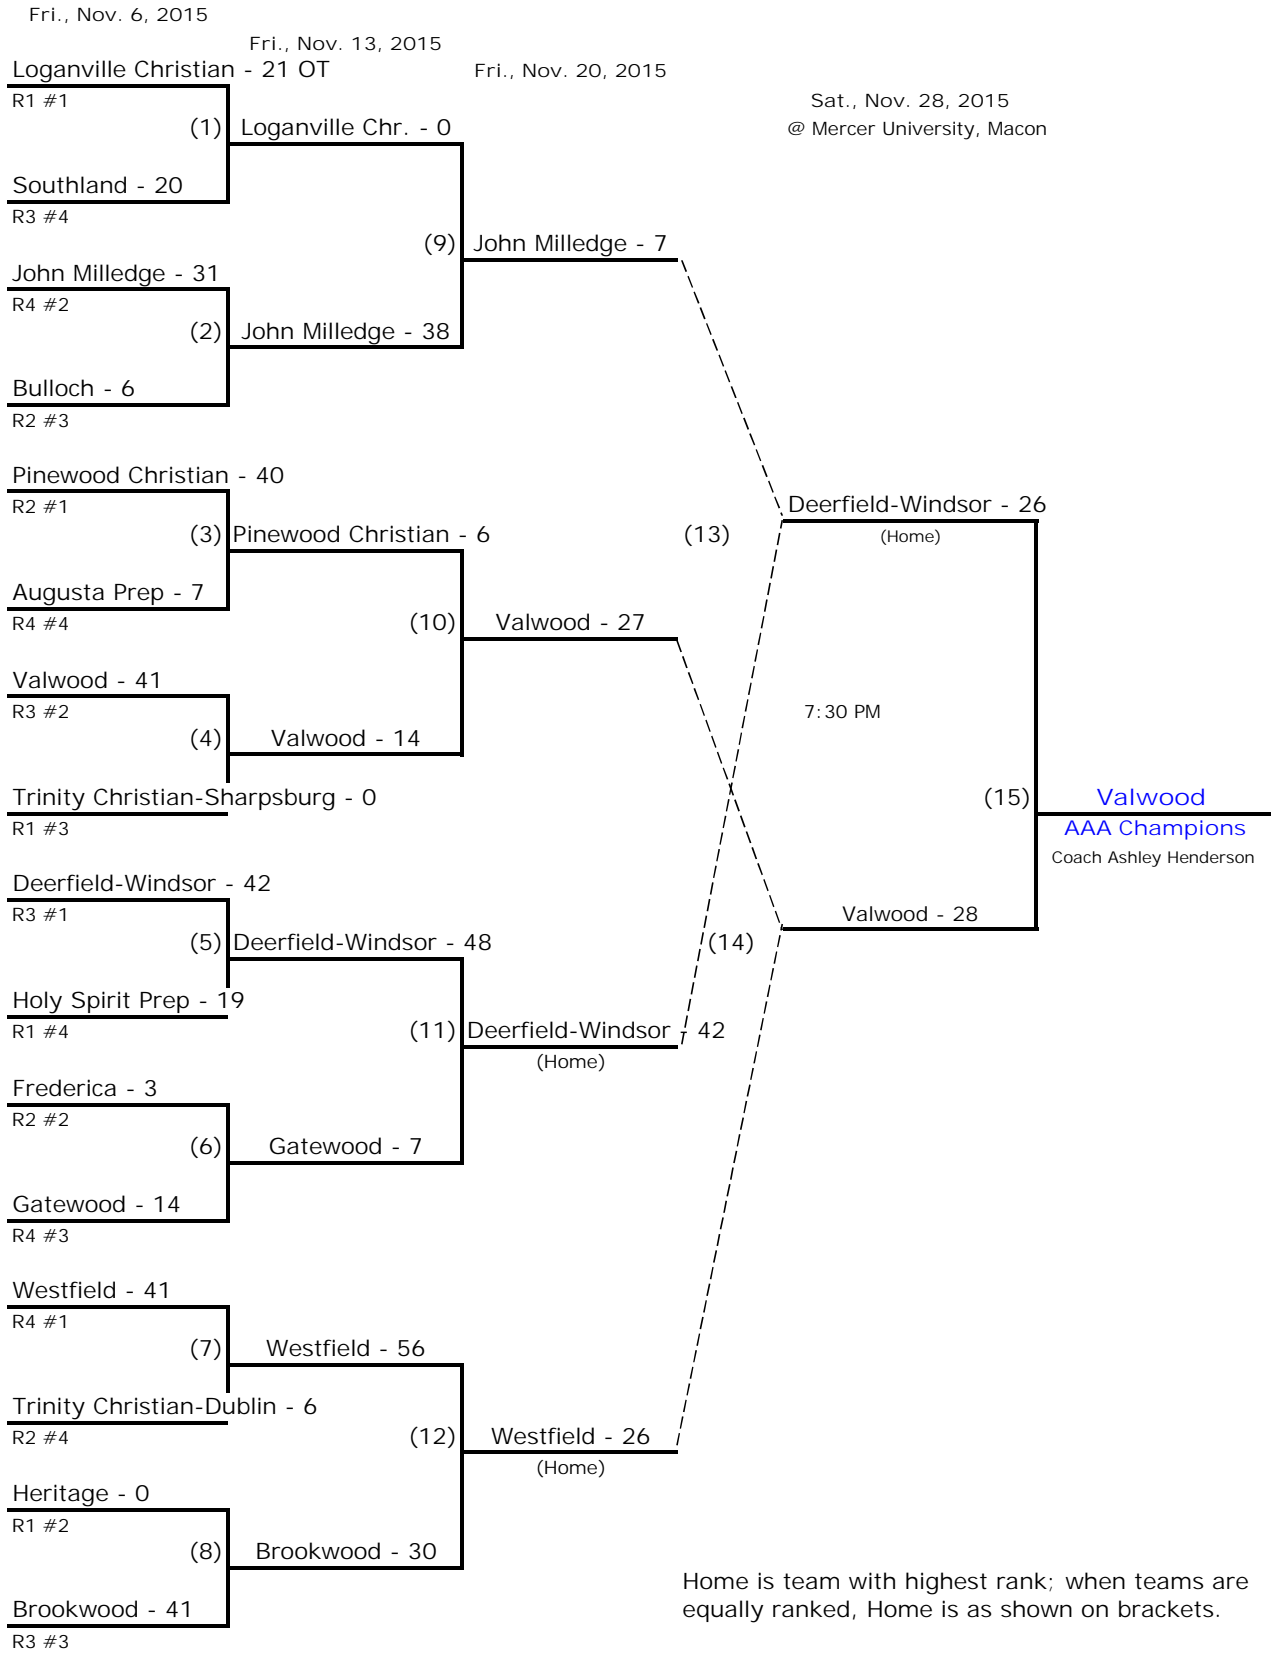 Fri., Nov. 6, 2015
Fri., Nov. 13, 2015
Loganville Christian - 21 OT
Fri., Nov. 20, 2015
R1 #1
Sat., Nov. 28, 2015
(1)
Loganville Chr. - 0
@ Mercer University, Macon
Southland - 20
R3 #4
(9)
John Milledge - 7
John Milledge - 31
R4 #2
(2)
John Milledge - 38
Bulloch - 6
R2 #3
Pinewood Christian - 40
R2 #1
Deerfield-Windsor - 26
(3)
Pinewood Christian - 6
(13)
(Home)
Augusta Prep - 7
R4 #4
(10)
Valwood - 27
Valwood - 41
R3 #2
7:30 PM
(4)
Valwood - 14
Trinity Christian-Sharpsburg - 0
(15)
Valwood
R1 #3
AAA Champions
Coach Ashley Henderson
Deerfield-Windsor - 42
R3 #1
Valwood - 28
(5)
Deerfield-Windsor - 48
(14)
Holy Spirit Prep - 19
R1 #4
(11)
Deerfield-Windsor - 42
(Home)
Frederica - 3
R2 #2
(6)
Gatewood - 7
Gatewood - 14
R4 #3
Westfield - 41
R4 #1
(7)
Westfield - 56
Trinity Christian-Dublin - 6
R2 #4
(12)
Westfield - 26
(Home)
Heritage - 0
R1 #2
(8)
Brookwood - 30
Home is team with highest rank; when teams are
equally ranked, Home is as shown on brackets.
Brookwood - 41
R3 #3